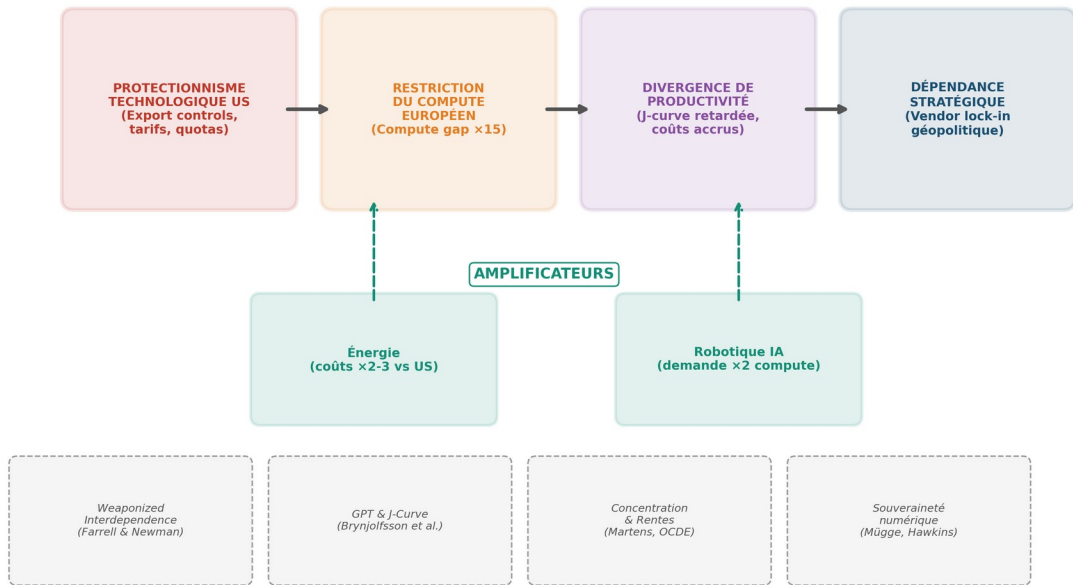 PROTECTIONNISME
TECHNOLOGIQUE US
(Export controls,
tarifs, quotas)
RESTRICTION
DU COMPUTE
EUROPÉEN
(Compute gap ×15)
DIVERGENCE DE
PRODUCTIVITÉ
(J-curve retardée,
coûts accrus)
DÉPENDANCE
STRATÉGIQUE
(Vendor lock-in
géopolitique)
AMPLIFICATEURS
Énergie
(coûts ×2-3 vs US)
Robotique IA
(demande ×2 compute)
Weaponized
Interdependence
(Farrell & Newman)
GPT & J-Curve
(Brynjolfsson et al.)
Concentration
& Rentes
(Martens, OCDE)
Souveraineté
numérique
(Mügge, Hawkins)